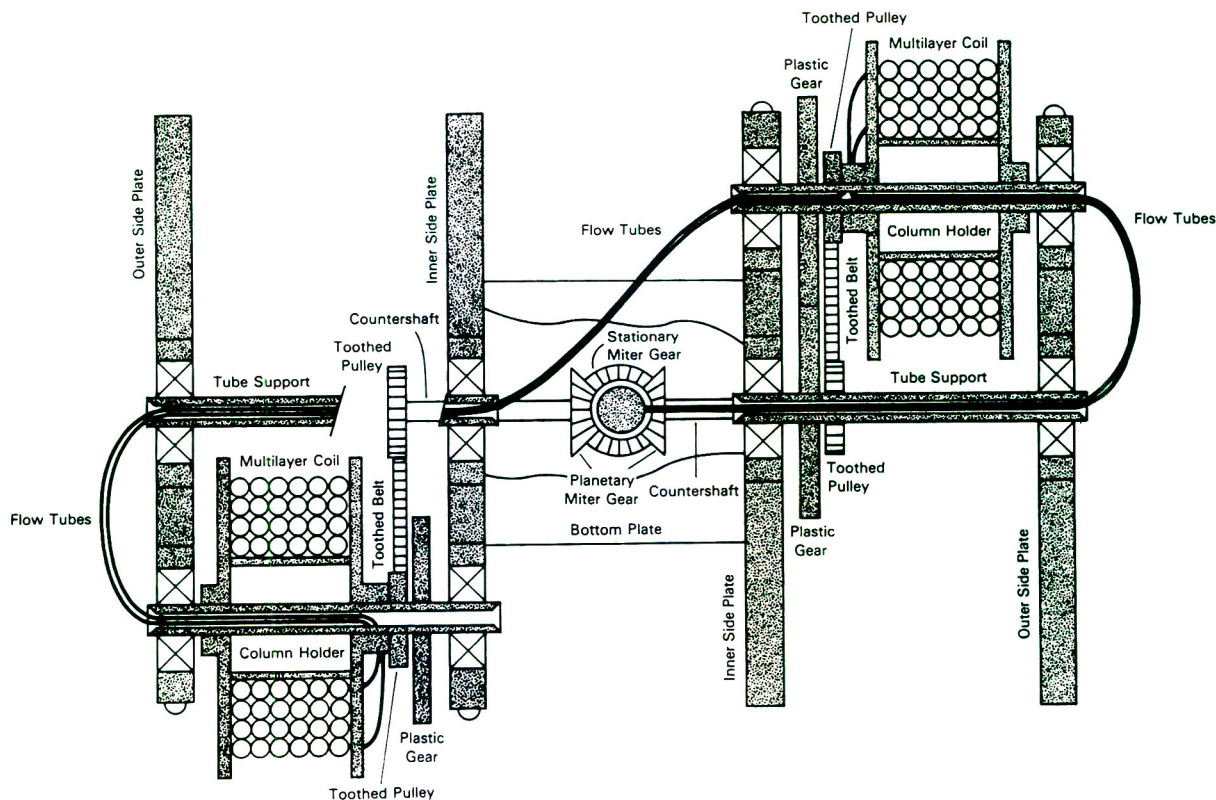 Toothed Pulley
Multilayer Coil
Plastic
Gear
Outer Side Plate
Inner Side Plate
Flow Tubes
Column Holder
Flow Tubes
Toothed Belt
Countershaft
Stationary
Miter Gear
Toothed
Pulley
Tube Support
Tube Support
Multilayer Coil
Planetary
Miter Gear
Countershaft
Toothed
Pulley
Flow Tubes
Toothed Belt
Bottom Plate
Plastic
Gear
Inner Side Plate
Outer Side Plate
Column Holder
Plastic
Gear
Toothed Pulley